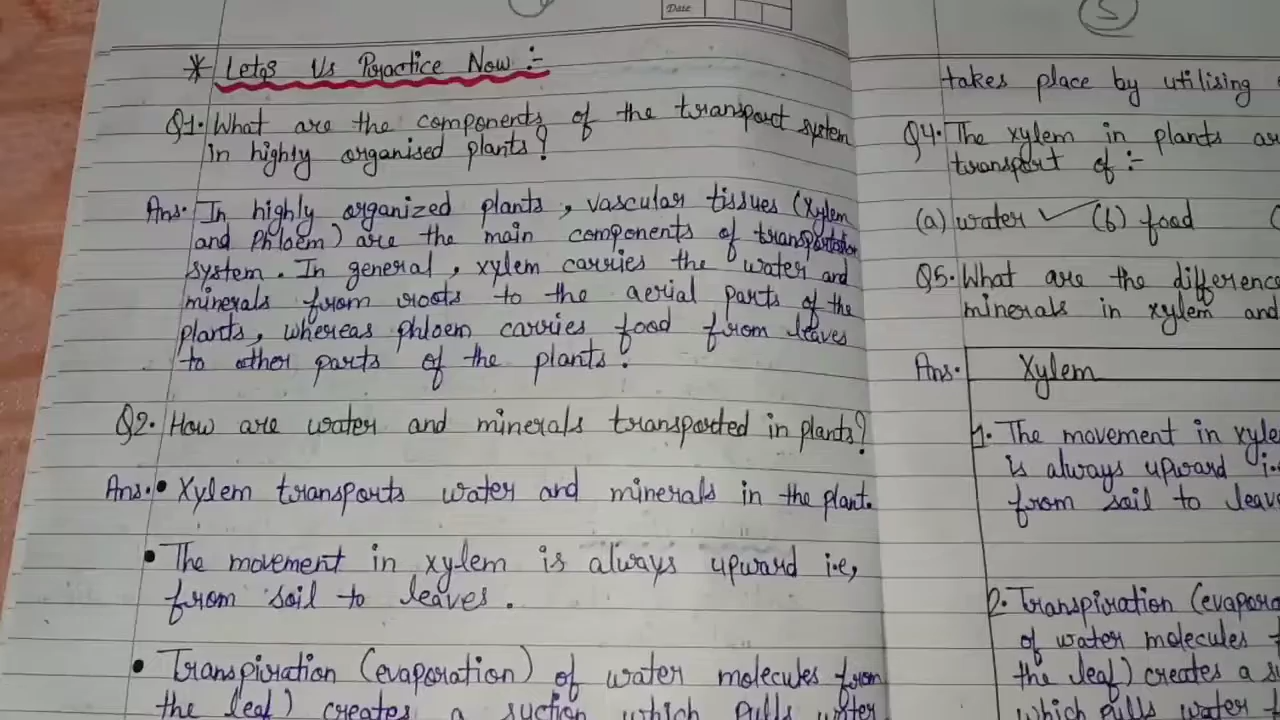 Date
* Lets Us Practice Now :-
Q1. What are the components of the transport system
in highly organised plants?
Ans. In highly organized plants, vascular tissues (Xylem
and Phloem) are the main components of transportation
system. In general, xylem carries the water and
minerals from roots to the aerial parts of the
plants, whereas phloem carries food from leaves
to other parts of the plants.
Q2. How are water and minerals transported in plants?
Ans. • Xylem transports water and minerals in the plant.
• The movement in xylem is always upward i.e,
from soil to leaves.
• Transpiration (evaporation) of water molecules from
the leaf) creates a suction which pulls water
5
takes place by utilising
Q4. The xylem in plants are
transport of :-
(a) water ✓ (b) food (
Q5. What are the differenc
minerals in xylem and
Ans. Xylem
1. The movement in xyle
is always upward i.e
from soil to leav
2. Transpiration (evapora
of water molecules f
the leaf) creates a su
which pulls water f